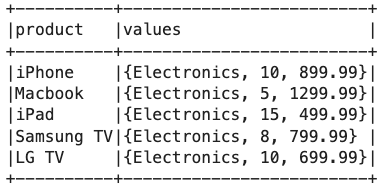 +----------+-------------------------+
|product   |values                   |
+----------+-------------------------+
|iPhone    |{Electronics, 10, 899.99}|
|Macbook   |{Electronics, 5, 1299.99}|
|iPad      |{Electronics, 15, 499.99}|
|Samsung TV|{Electronics, 8, 799.99} |
|LG TV     |{Electronics, 10, 699.99}|
+----------+-------------------------+